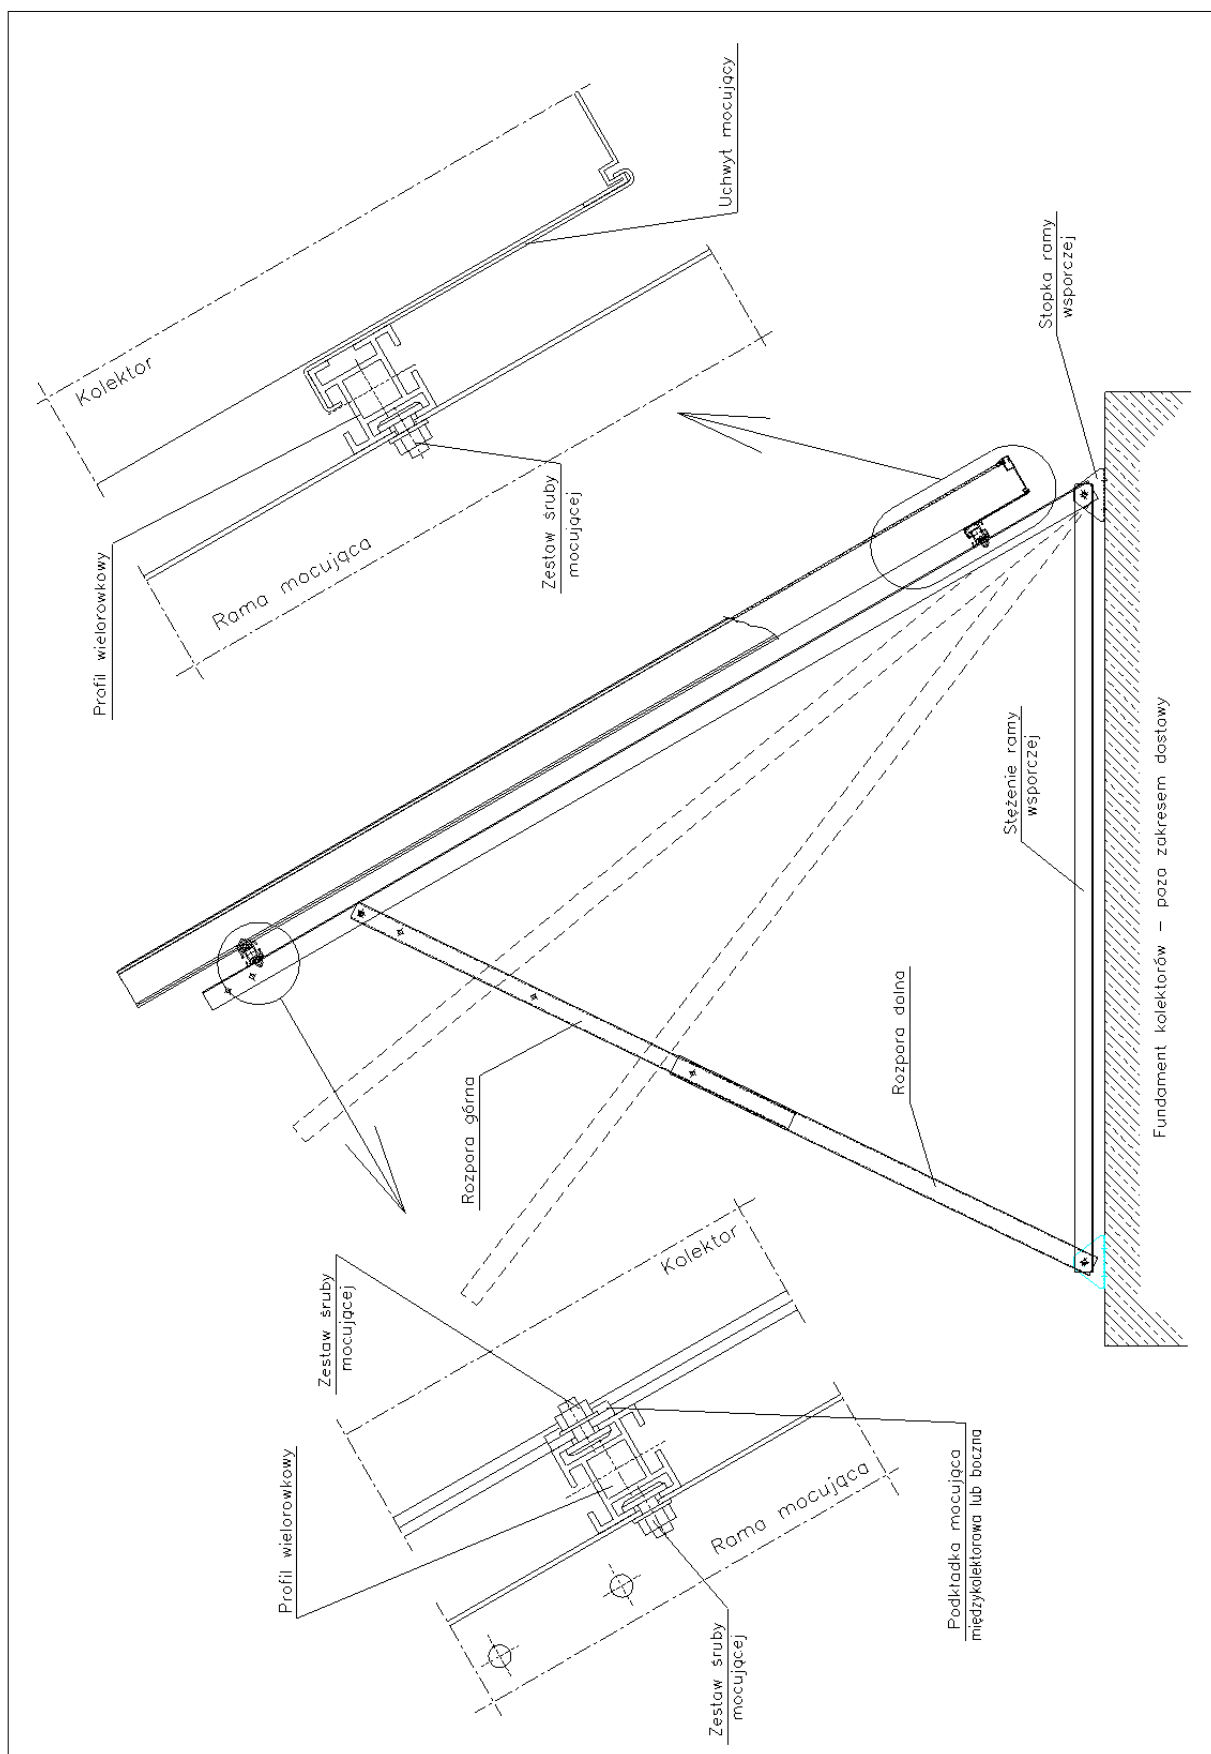 Kolektor
Uchwyt mocujący
Profil wielorowkowy
Rama mocująca
Zestaw śruby
mocującej
Stopka ramy
wsporczej
Stężenie ramy
wsporczej
Fundament kolektorów – poza zakresem dostawy
Rozpora górna
Rozpora dolna
Zestaw śruby
mocującej
Kolektor
Profil wielorowkowy
Rama mocująca
Zestaw śruby
mocującej
Podkładka mocująca
międzykolektorowa lub boczna